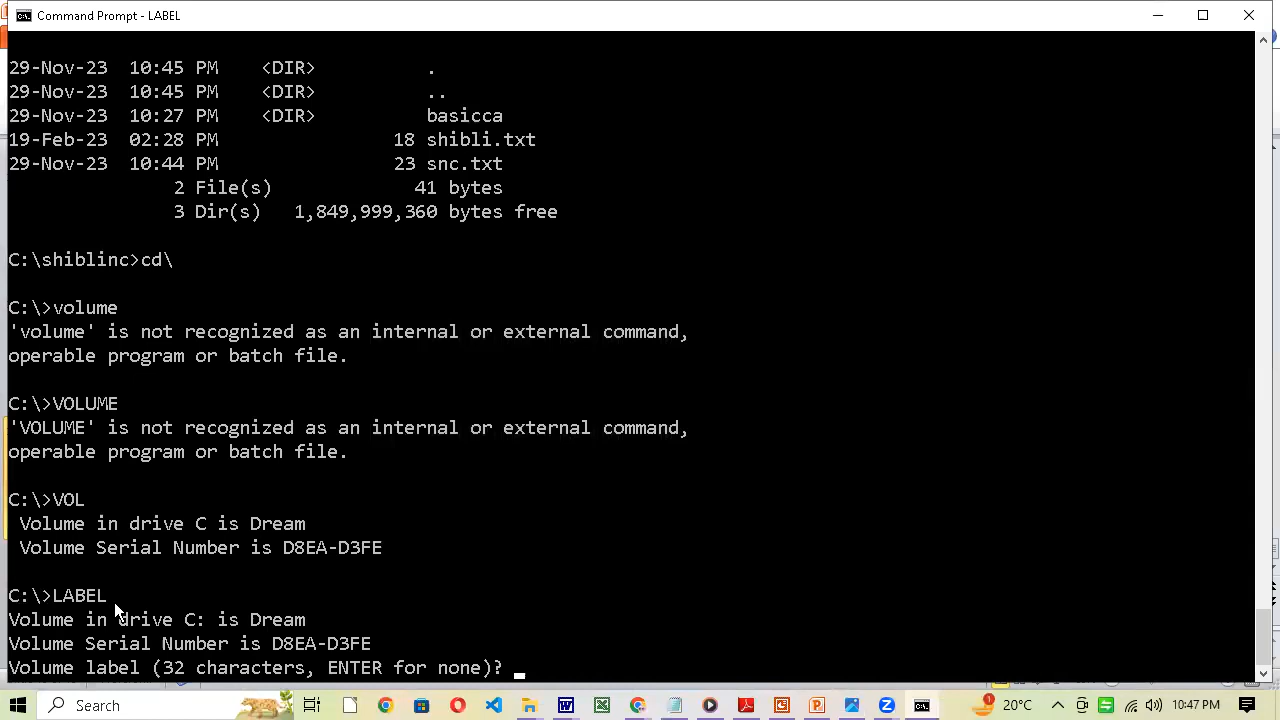 Command Prompt - LABEL
29-Nov-23  10:45 PM    <DIR>          .
29-Nov-23  10:45 PM    <DIR>          ..
29-Nov-23  10:27 PM    <DIR>          basicca
19-Feb-23  02:28 PM                18 shibli.txt
29-Nov-23  10:44 PM                23 snc.txt
2 File(s)             41 bytes
3 Dir(s)   1,849,999,360 bytes free
C:\shiblinc>cd\
C:\>volume
'volume' is not recognized as an internal or external command,
operable program or batch file.
C:\>VOLUME
'VOLUME' is not recognized as an internal or external command,
operable program or batch file.
C:\>VOL
Volume in drive C is Dream
Volume Serial Number is D8EA-D3FE
C:\>LABEL
Volume in drive C: is Dream
Volume Serial Number is D8EA-D3FE
Volume label (32 characters, ENTER for none)?
Search
1
20°C
10:47 PM